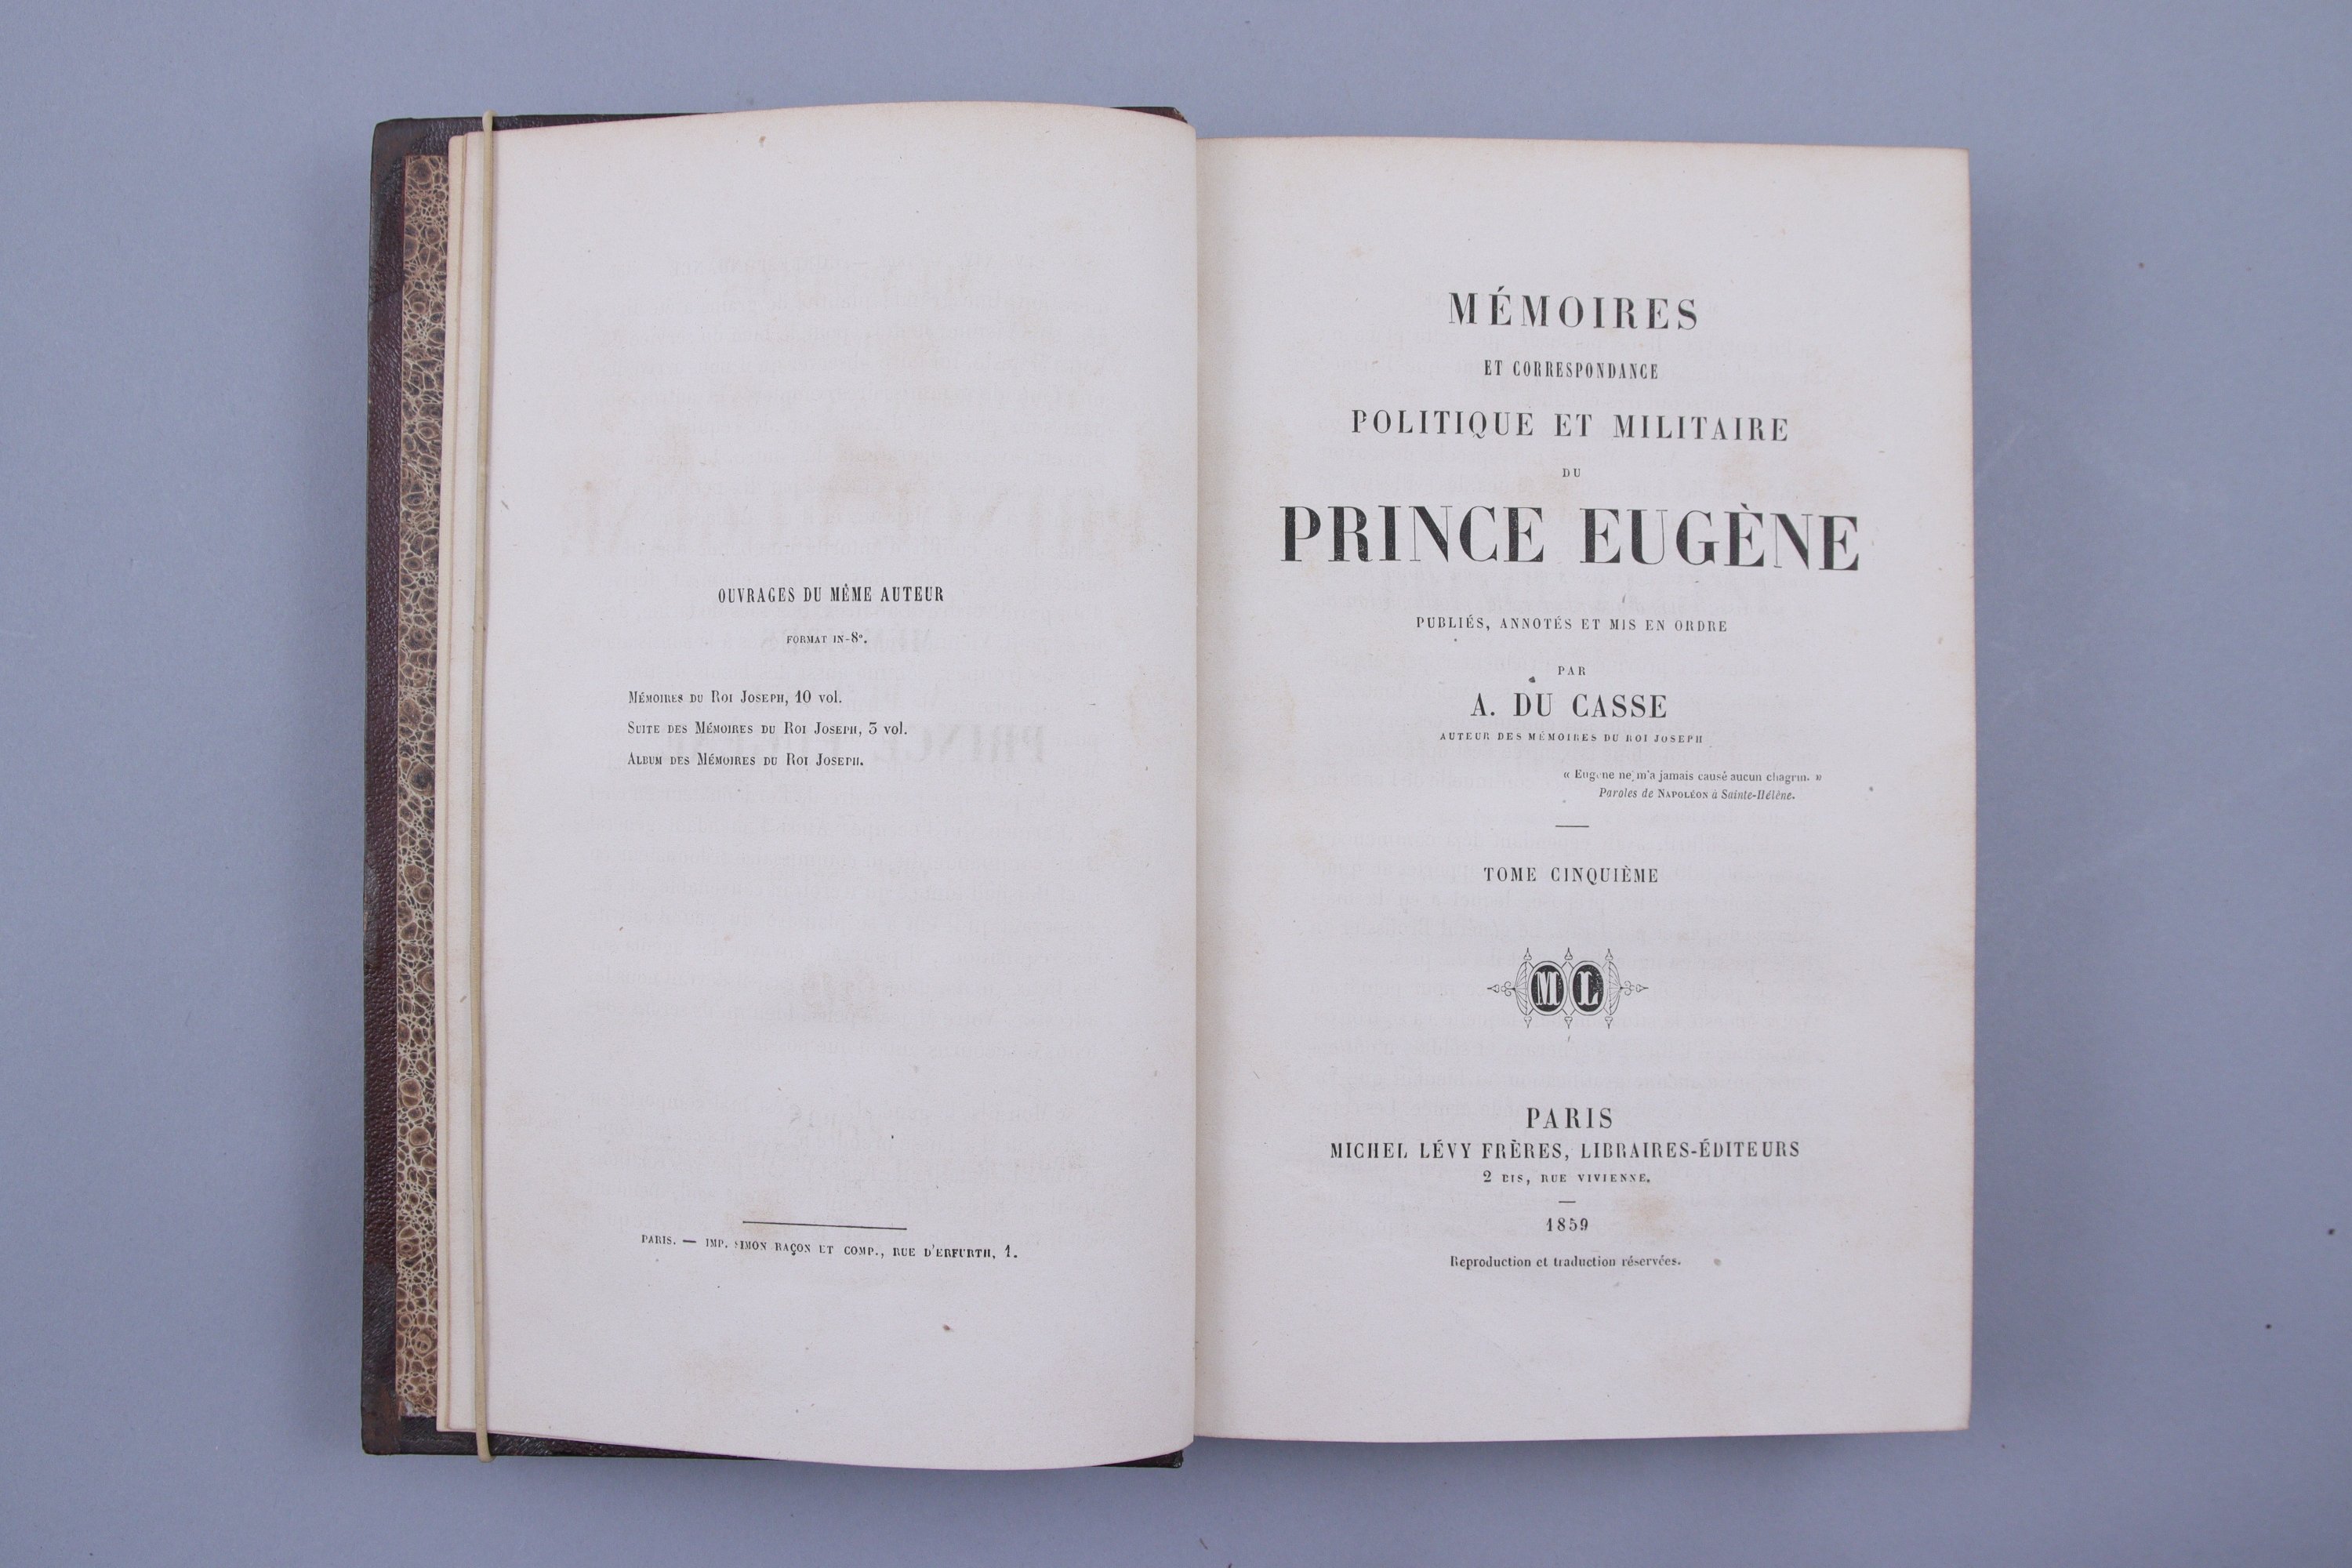 OUVRAGES DU MÊME AUTEUR
FORMAT IN-8º.
MÉMOIRES DU ROI JOSEPH, 10 vol.
SUITE DES MÉMOIRES DU ROI JOSEPH, 3 vol.
ALBUM DES MÉMOIRES DU ROI JOSEPH.
PARIS. — IMP. SIMON RAÇON ET COMP., RUE D'ERFURTH, 1.
MÉMOIRES
ET CORRESPONDANCE
POLITIQUE ET MILITAIRE
DU
PRINCE EUGÈNE
PUBLIÉS, ANNOTÉS ET MIS EN ORDRE
PAR
A. DU CASSE
AUTEUR DES MÉMOIRES DU ROI JOSEPH
« Eugène ne m'a jamais causé aucun chagrin. »
Paroles de NAPOLÉON à Sainte-Hélène.
TOME CINQUIÈME
M L
PARIS
MICHEL LÉVY FRÈRES, LIBRAIRES-ÉDITEURS
2 BIS, RUE VIVIENNE,
1859
Reproduction et traduction réservées.